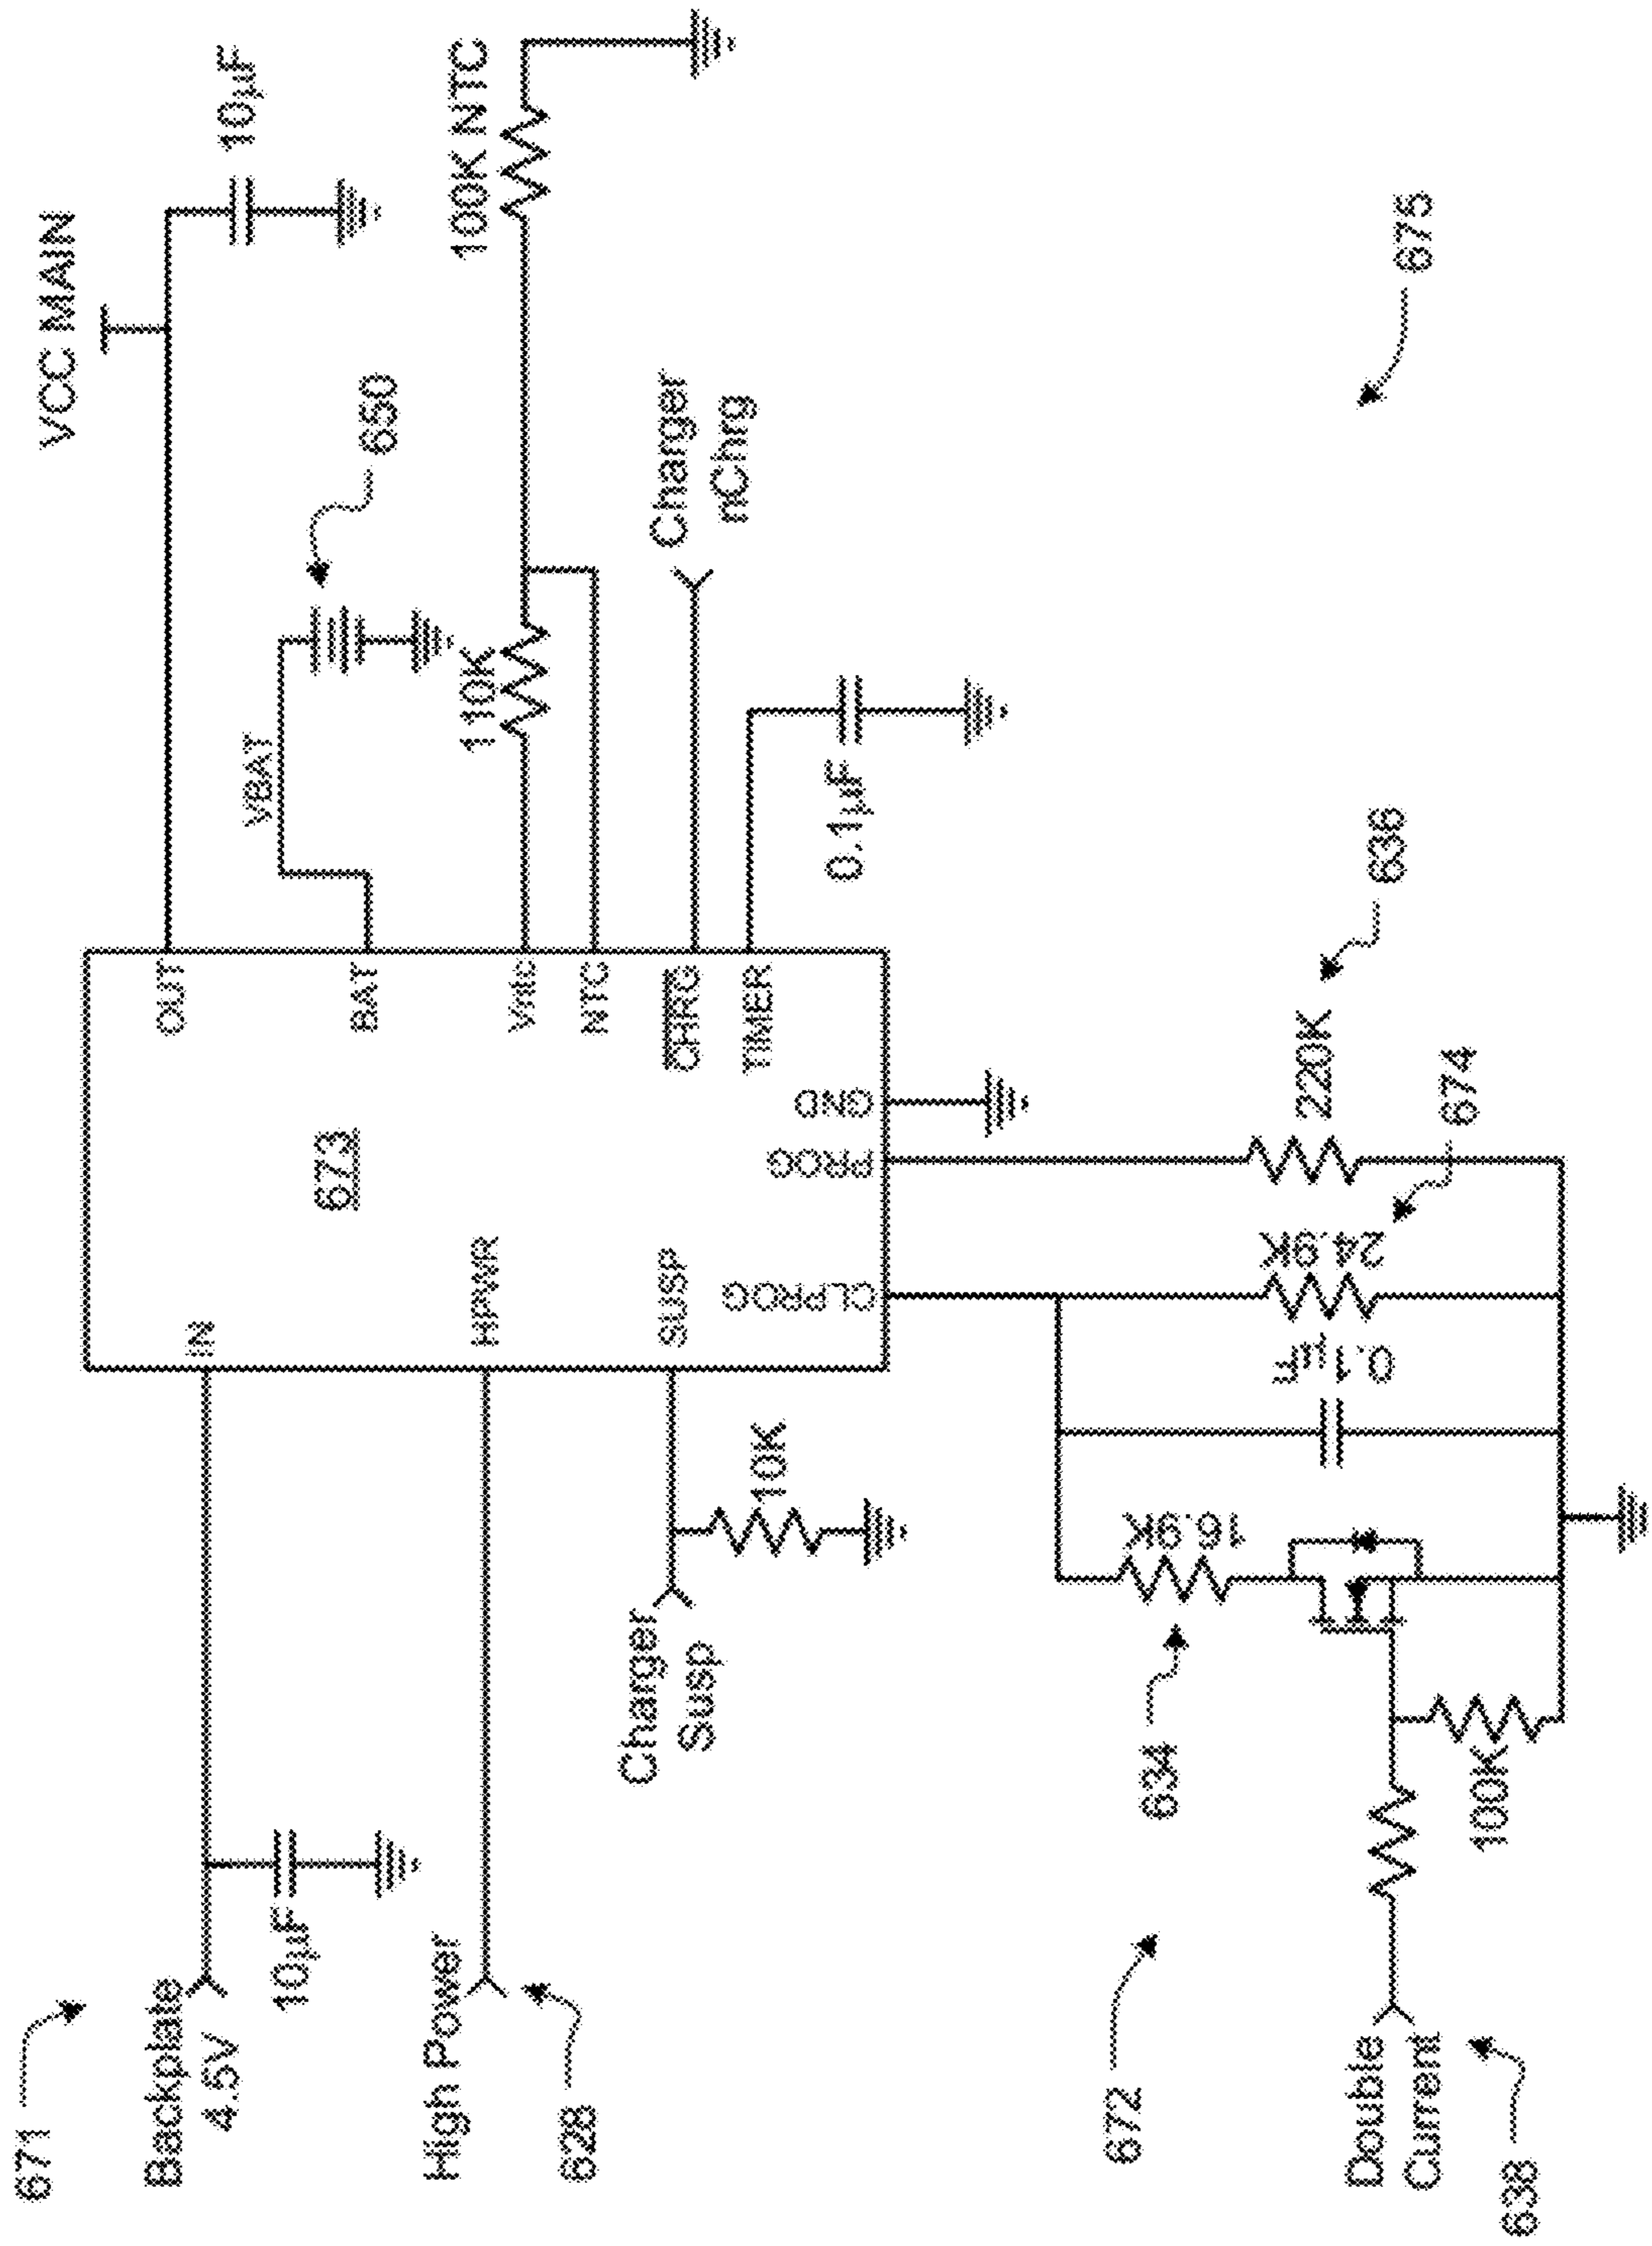 671
Backplate
4.5V
10µF
High Power
628
Charger
Susp
10K
IN
HPWR
SUSP
673
CLPROG
PROG
GND
OUT
BAT
Vntc
NTC
CHRG
TIMER
VCC MAIN
10µF
VBAT
650
110K
100K NTC
Charger
nChrg
0.1µF
675
672
634
16.9K
0.1µF
24.9K
674
220K
636
Double
Current
638
100K